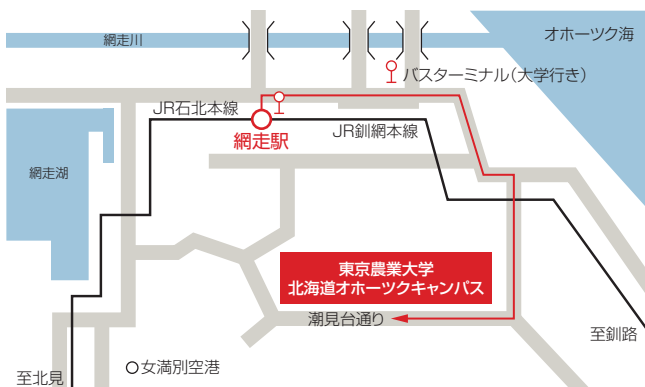 オホーツク海
網走川
バスターミナル(大学行き)
JR石北本線
網走駅
JR釧網本線
網走湖
東京農業大学
北海道オホーツクキャンパス
潮見台通り
至釧路
女満別空港
至北見